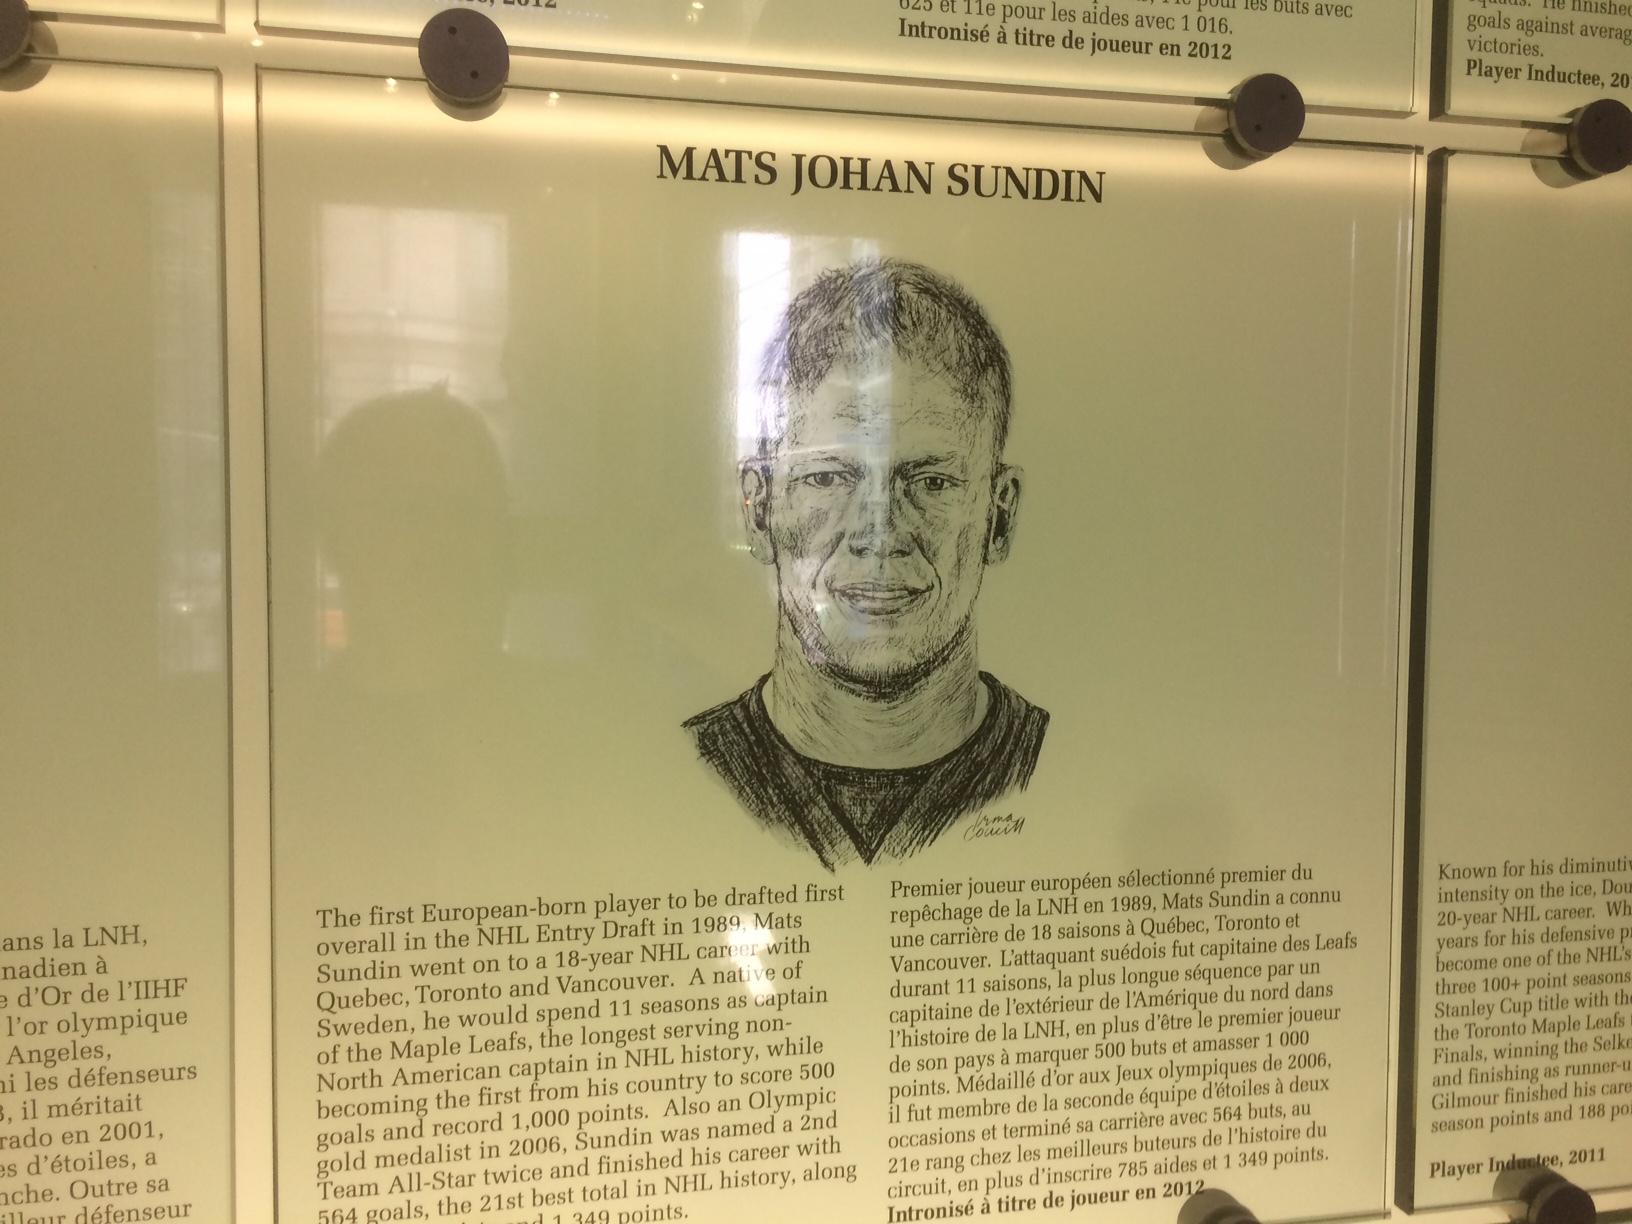 2012
625 et 11e pour les aides avec 1 016.
Intronisé à titre de joueur en 2012
goals against
victories.
Player Inductee,
MATS JOHAN SUNDIN
Irma
ans la LNH,
nadien à
e d'Or de l'IIHF
l'or olympique
Angeles,
ni les défenseurs
, il méritait
rado en 2001,
es d'étoiles, a
nche. Outre sa
illeur défenseur
The first European-born player to be drafted first
overall in the NHL Entry Draft in 1989, Mats
Sundin went on to a 18-year NHL career with
Quebec, Toronto and Vancouver. A native of
Sweden, he would spend 11 seasons as captain
of the Maple Leafs, the longest serving non-
North American captain in NHL history, while
becoming the first from his country to score 500
goals and record 1,000 points. Also an Olympic
gold medalist in 2006, Sundin was named a 2nd
Team All-Star twice and finished his career with
564 goals, the 21st best total in NHL history, along
1 349 points.
Premier joueur européen sélectionné premier du
repêchage de la LNH en 1989, Mats Sundin a connu
une carrière de 18 saisons à Québec, Toronto et
Vancouver. L'attaquant suédois fut capitaine des Leafs
durant 11 saisons, la plus longue séquence par un
capitaine de l'extérieur de l'Amérique du nord dans
l'histoire de la LNH, en plus d'être le premier joueur
de son pays à marquer 500 buts et amasser 1 000
points. Médaillé d'or aux Jeux olympiques de 2006,
il fut membre de la seconde équipe d'étoiles à deux
occasions et terminé sa carrière avec 564 buts, au
21e rang chez les meilleurs buteurs de l'histoire du
circuit, en plus d'inscrire 785 aides et 1 349 points.
Intronisé à titre de joueur en 2012
Known for his
intensity on the ice,
20-year NHL career.
years for his defensive
become one of the NHL's
three 100+ point seasons
Stanley Cup title with
the Toronto Maple Leafs
Finals, winning the
and finishing as
Gilmour finished his
season points and 188
Player Inductee, 2011